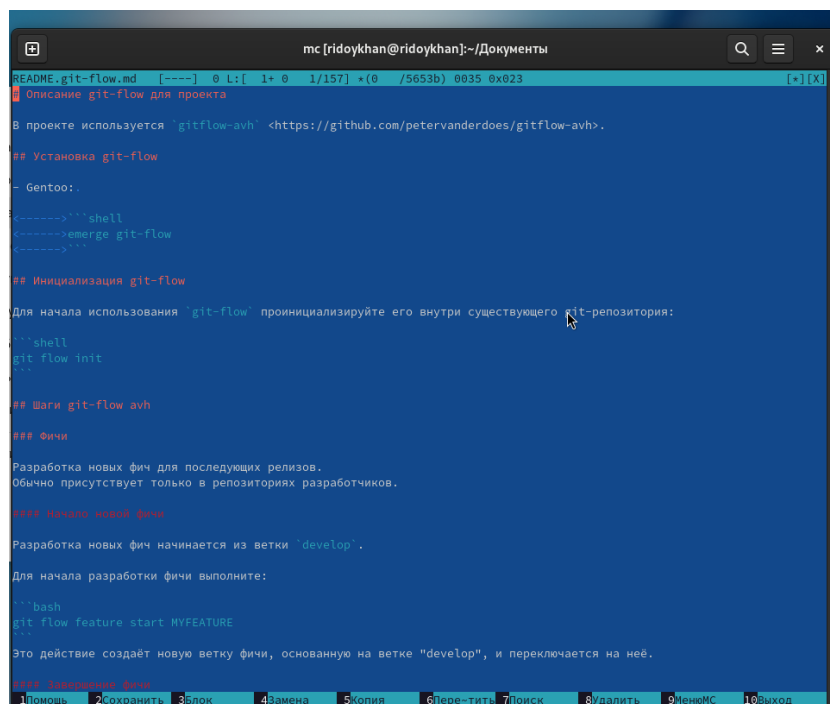 mc [ridoykhan@ridoykhan]:~/Документы
README.git-flow.md [----] 0 L:[ 1+ 0 1/157] *(0 /5653b) 0035 0x023 [*][X]
# Описание git-flow для проекта
В проекте используется `gitflow-avh` <https://github.com/petervanderdoes/gitflow-avh>.
## Установка git-flow
- Gentoo:.
<------>```shell
<------>emerge git-flow
<------>```
## Инициализация git-flow
Для начала использования `git-flow` проинициализируйте его внутри существующего git-репозитория:
```shell
git flow init
```
## Шаги git-flow avh
### Фичи
Разработка новых фич для последующих релизов.
Обычно присутствует только в репозиториях разработчиков.
#### Начало новой фичи
Разработка новых фич начинается из ветки `develop`.
Для начала разработки фичи выполните:
```bash
git flow feature start MYFEATURE
```
Это действие создаёт новую ветку фичи, основанную на ветке "develop", и переключается на неё.
#### Завершение фичи
1Помощь 2Сохранить 3Блок 4Замена 5Копия 6Пере~тить 7Поиск 8Удалить 9МенюMC 10Выход